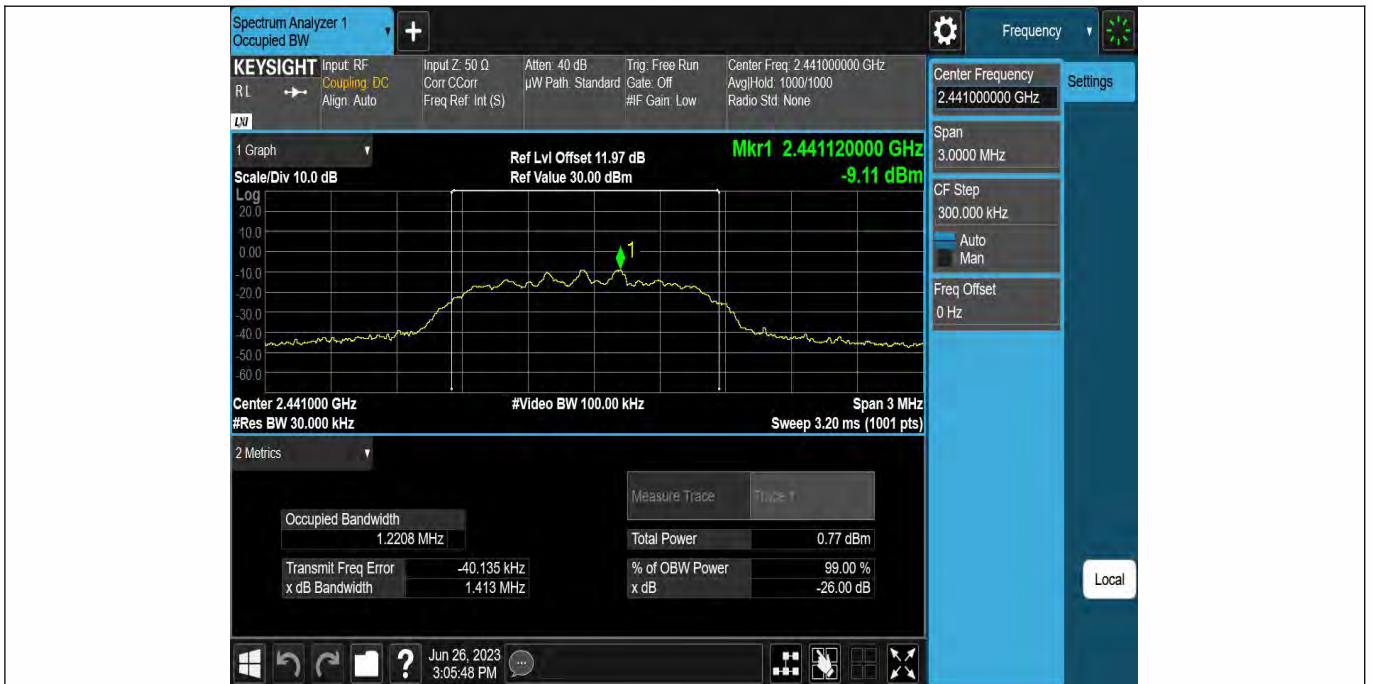 Spectrum Analyzer 1
Occupied BW
+
Frequency
KEYSIGHT
RL
LXI
Input: RF
Coupling: DC
Align: Auto
Input Z: 50 Ω
Corr CCorr
Freq Ref: Int (S)
Atten: 40 dB
µW Path: Standard
Trig: Free Run
Gate: Off
#IF Gain: Low
Center Freq: 2.441000000 GHz
Avg|Hold: 1000/1000
Radio Std: None
Center Frequency
2.441000000 GHz
Settings
Span
3.0000 MHz
CF Step
300.000 kHz
Auto
Man
Freq Offset
0 Hz
Local
1 Graph
Scale/Div 10.0 dB
Ref Lvl Offset 11.97 dB
Ref Value 30.00 dBm
Mkr1 2.441120000 GHz
-9.11 dBm
Log
20.0
10.0
0.00
-10.0
-20.0
-30.0
-40.0
-50.0
-60.0
1
Center 2.441000 GHz
#Video BW 100.00 kHz
Span 3 MHz
#Res BW 30.000 kHz
Sweep 3.20 ms (1001 pts)
2 Metrics
Measure Trace
Trace 1
Occupied Bandwidth
1.2208 MHz
Total Power
0.77 dBm
Transmit Freq Error
-40.135 kHz
% of OBW Power
99.00 %
x dB Bandwidth
1.413 MHz
x dB
-26.00 dB
?
Jun 26, 2023
3:05:48 PM